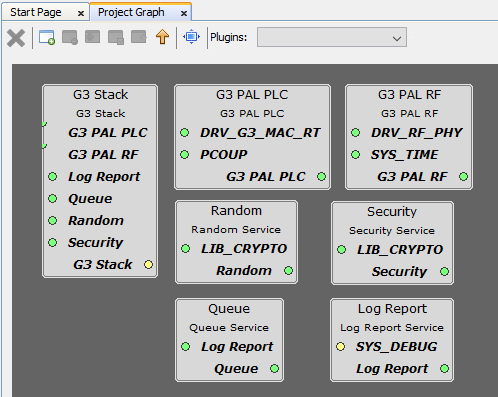 Start Page x Project Graph x
Plugins:
G3 Stack
G3 Stack
G3 PAL PLC
G3 PAL RF
Log Report
Queue
Random
Security
G3 Stack
G3 PAL PLC
G3 PAL PLC
DRV_G3_MAC_RT
PCOUP
G3 PAL PLC
G3 PAL RF
G3 PAL RF
DRV_RF_PHY
SYS_TIME
G3 PAL RF
Random
Random Service
LIB_CRYPTO
Random
Security
Security Service
LIB_CRYPTO
Security
Queue
Queue Service
Log Report
Queue
Log Report
Log Report Service
SYS_DEBUG
Log Report